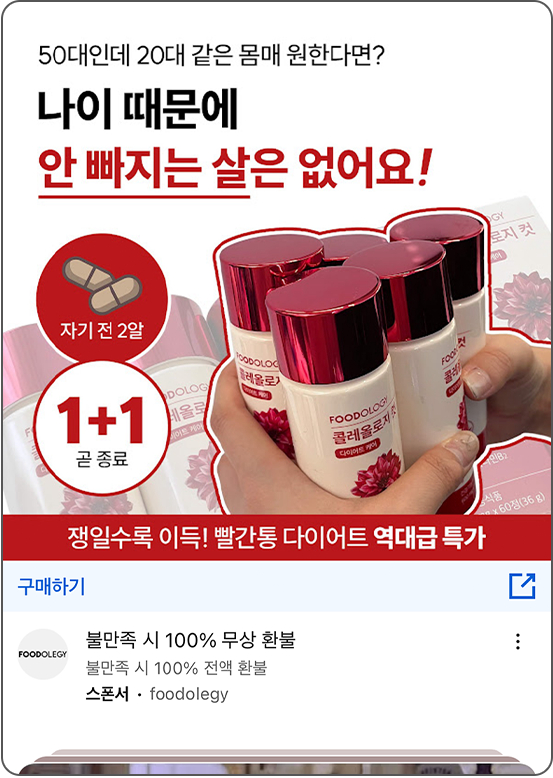 50대인데 20대 같은 몸매 원한다면?
나이 때문에
안 빠지는 살은 없어요!
자기 전 2알
1+1
곧 종료
FOODOLOGY
콜레올로지 컷
다이어트 케어
쟁일수록 이득! 빨간통 다이어트 역대급 특가
구매하기
FOODOLEGY
불만족 시 100% 무상 환불
불만족 시 100% 전액 환불
스폰서 • foodolegy